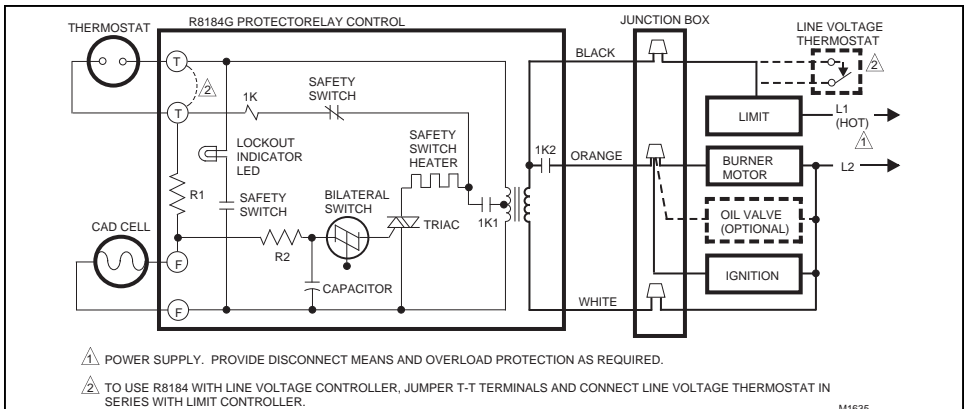 R8184G PROTECTORELAY CONTROL
JUNCTION BOX
THERMOSTAT
LINE VOLTAGE
THERMOSTAT
BLACK
T
2
2
SAFETY
SWITCH
1K
T
L1
(HOT)
LIMIT
1
SAFETY
SWITCH
HEATER
LOCKOUT
INDICATOR
LED
1K2
ORANGE
BURNER
MOTOR
L2
R1
SAFETY
SWITCH
BILATERAL
SWITCH
TRIAC
1K1
OIL VALVE
(OPTIONAL)
CAD CELL
R2
F
IGNITION
CAPACITOR
WHITE
F
1 POWER SUPPLY. PROVIDE DISCONNECT MEANS AND OVERLOAD PROTECTION AS REQUIRED.
2 TO USE R8184 WITH LINE VOLTAGE CONTROLLER, JUMPER T-T TERMINALS AND CONNECT LINE VOLTAGE THERMOSTAT IN
SERIES WITH LIMIT CONTROLLER.
M1635